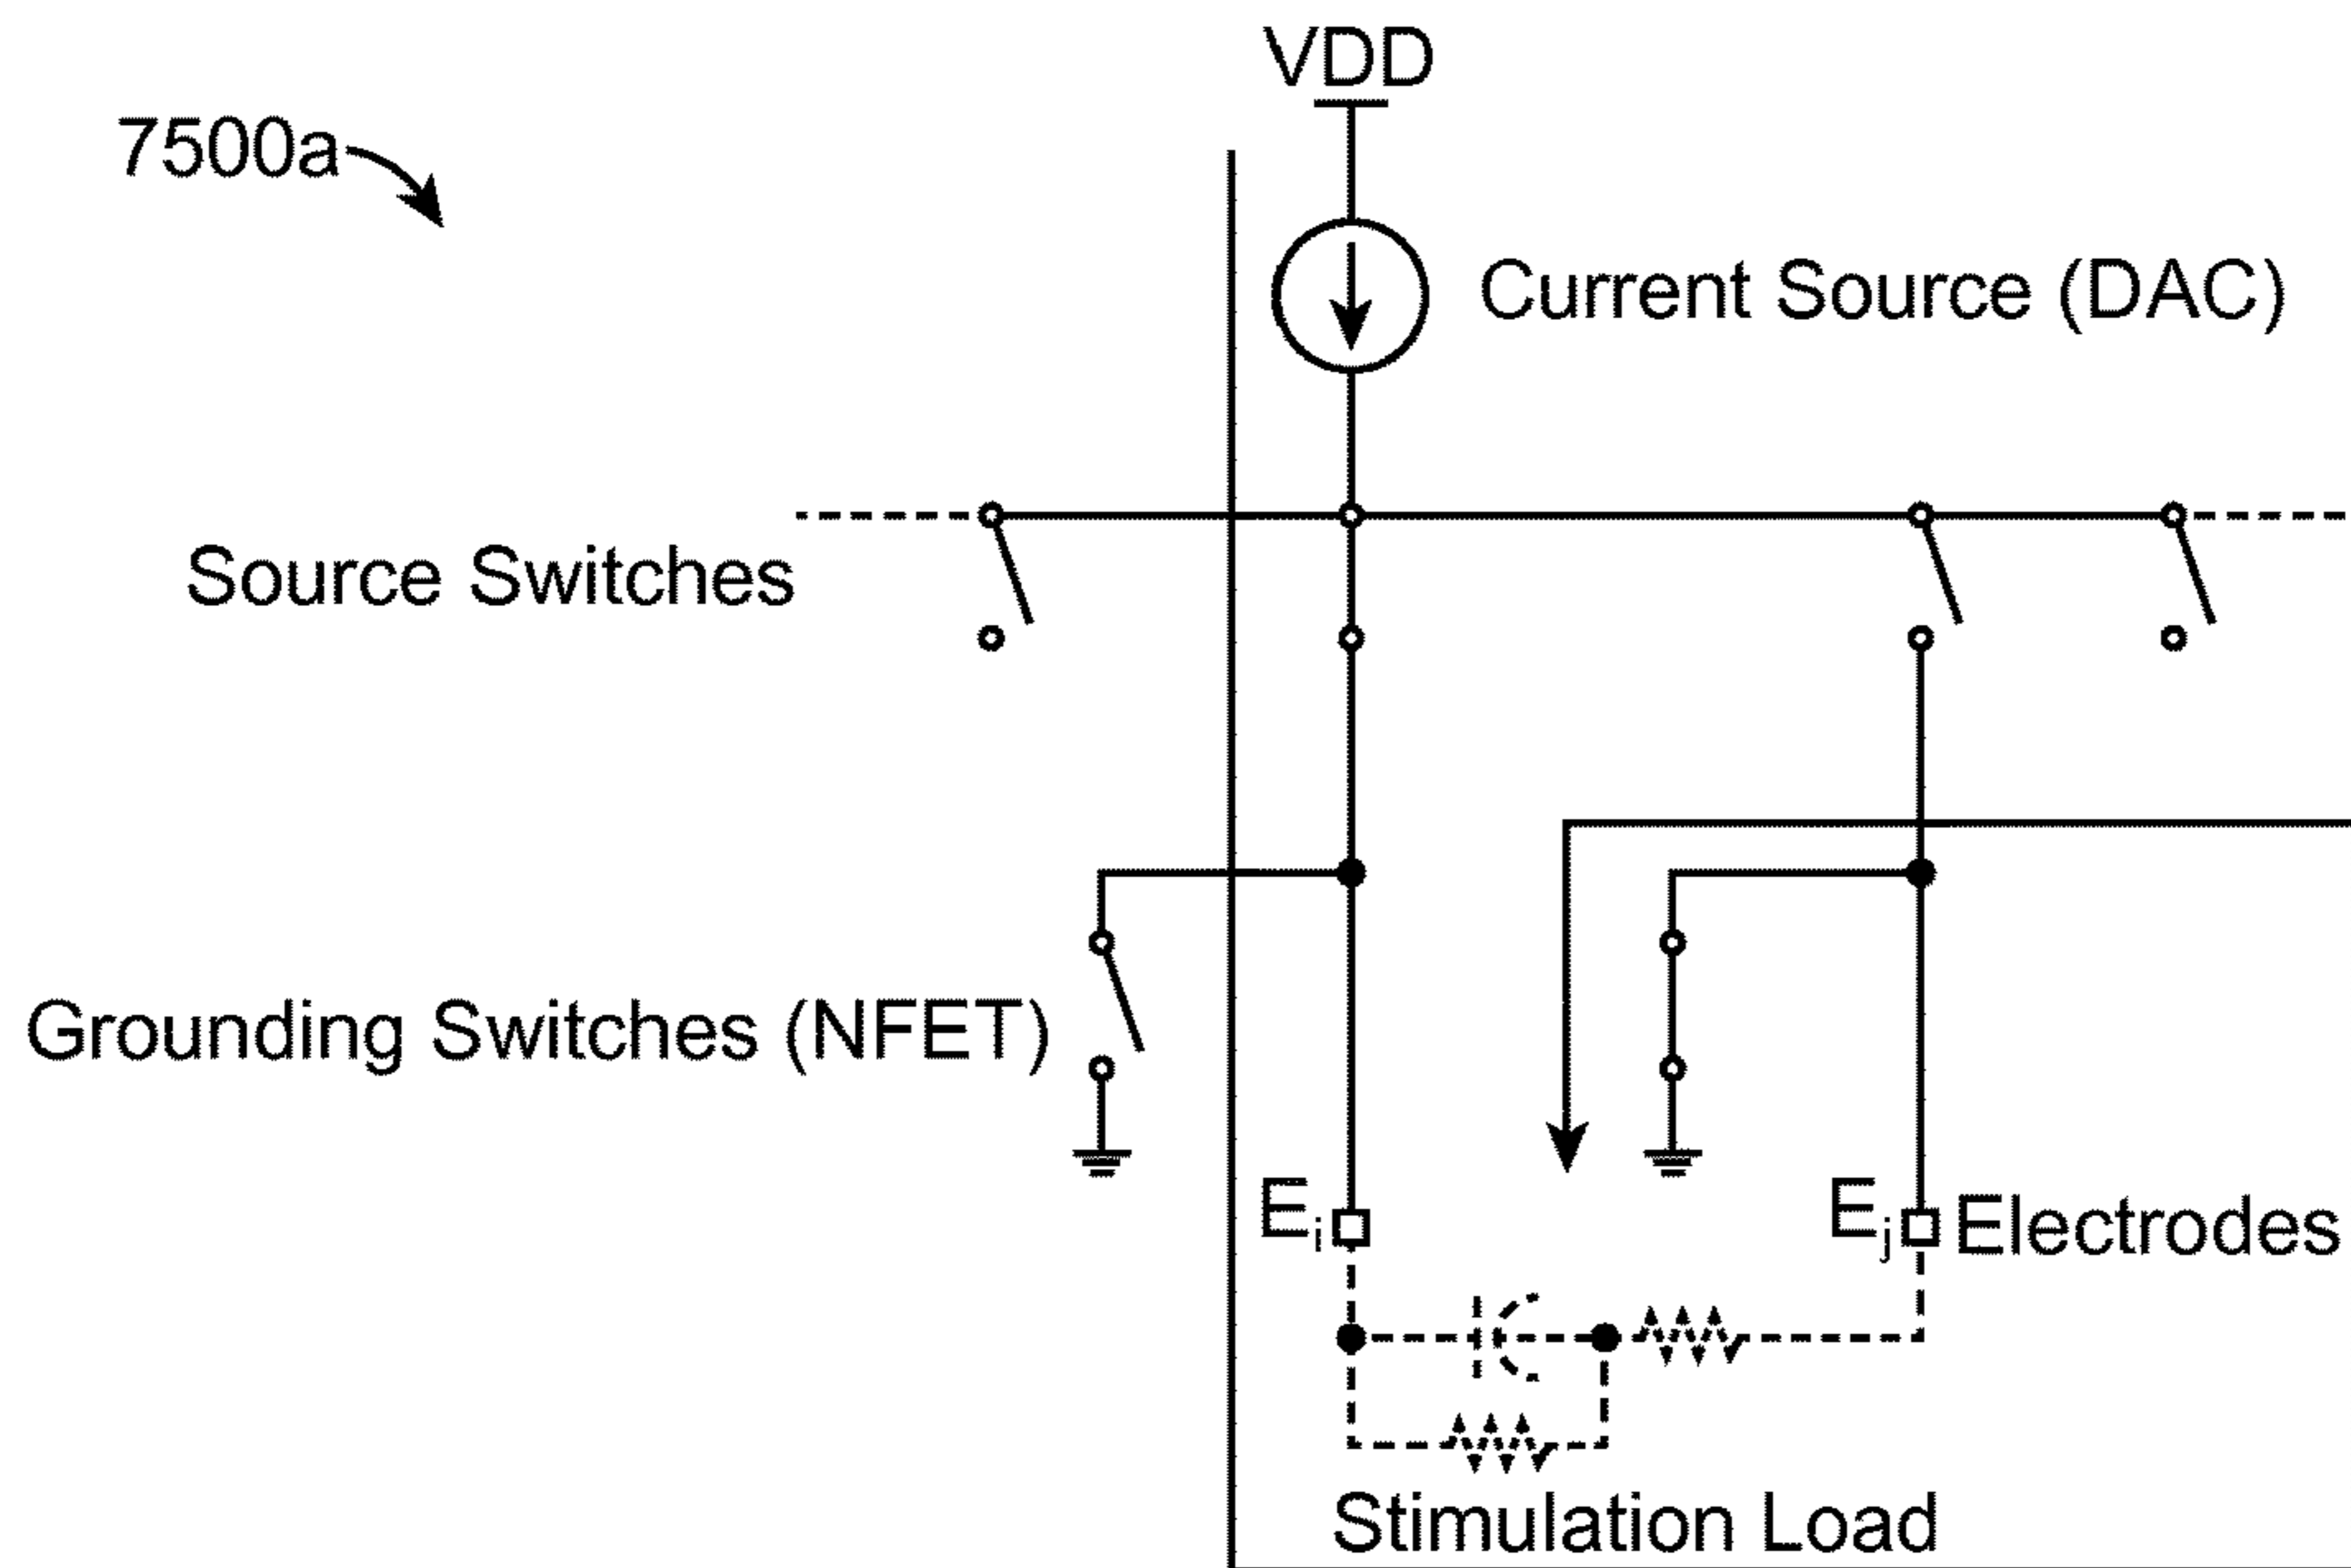 VDD
7500a
Current Source (DAC)
Source Switches
Grounding Switches (NFET)
Ei
Ej Electrodes
Stimulation Load